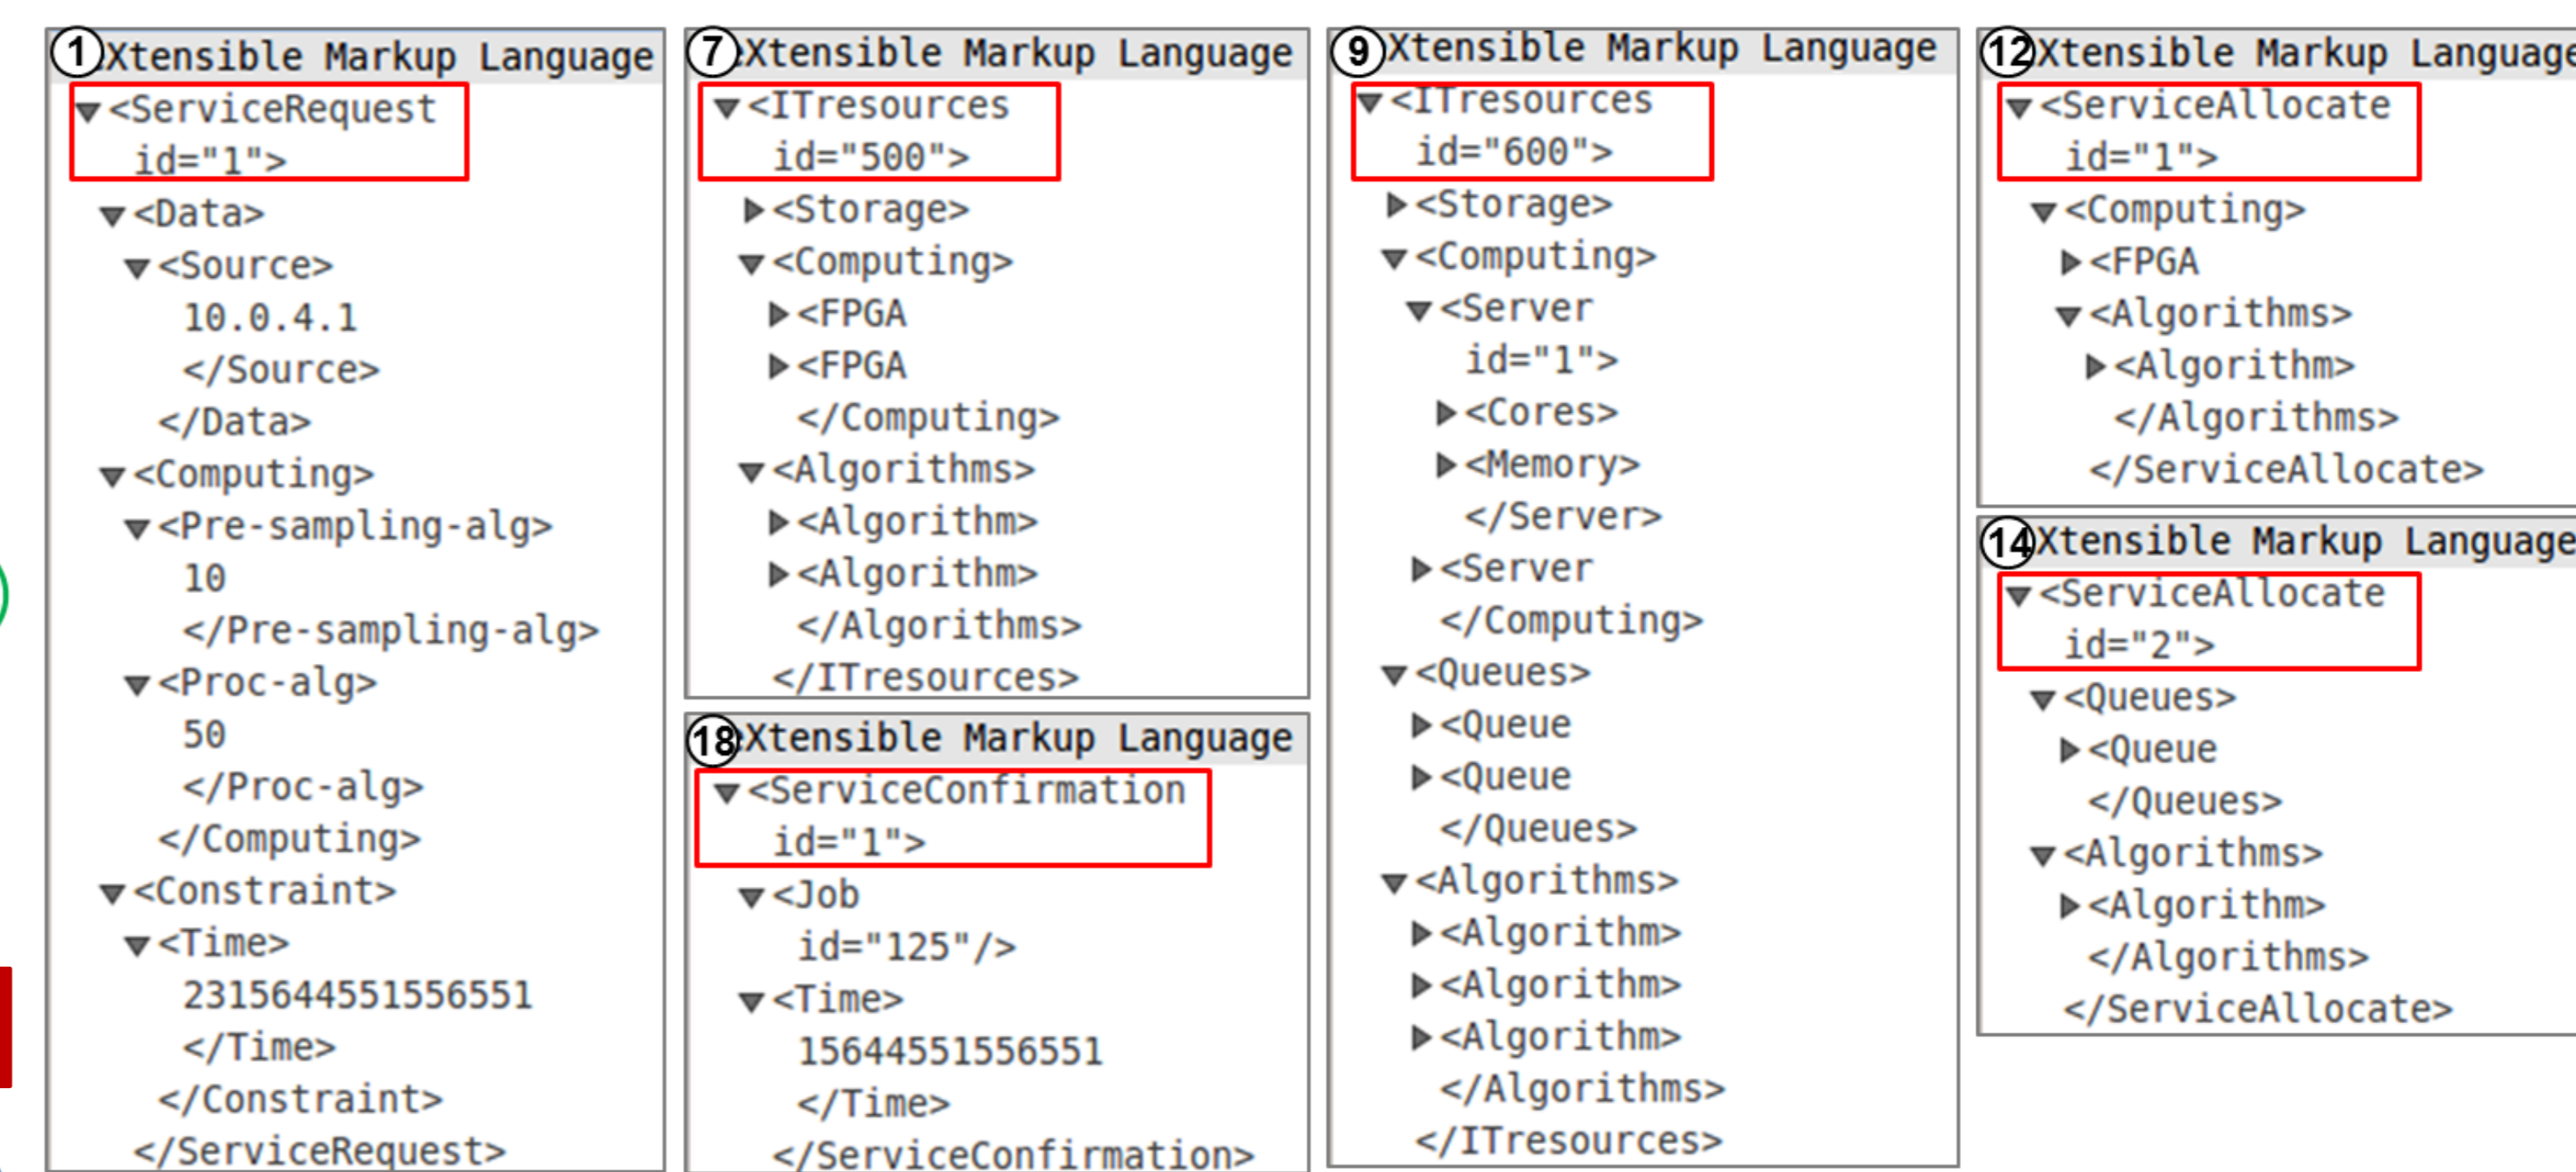 1
Xtensible Markup Language
<ServiceRequest
id="1">
<Data>
<Source>
10.0.4.1
</Source>
</Data>
<Computing>
<Pre-sampling-alg>
10
</Pre-sampling-alg>
<Proc-alg>
50
</Proc-alg>
</Computing>
<Constraint>
<Time>
2315644551556551
</Time>
</Constraint>
</ServiceRequest>
7
Xtensible Markup Language
<ITresources
id="500">
<Storage>
<Computing>
<FPGA
<FPGA
</Computing>
<Algorithms>
<Algorithm>
<Algorithm>
</Algorithms>
</ITresources>
18
Xtensible Markup Language
<ServiceConfirmation
id="1">
<Job
id="125"/>
<Time>
15644551556551
</Time>
</ServiceConfirmation>
9
Xtensible Markup Language
<ITresources
id="600">
<Storage>
<Computing>
<Server
id="1">
<Cores>
<Memory>
</Server>
<Server
</Computing>
<Queues>
<Queue
<Queue
</Queues>
<Algorithms>
<Algorithm>
<Algorithm>
<Algorithm>
</Algorithms>
</ITresources>
12
Xtensible Markup Language
<ServiceAllocate
id="1">
<Computing>
<FPGA
<Algorithms>
<Algorithm>
</Algorithms>
</ServiceAllocate>
14
Xtensible Markup Language
<ServiceAllocate
id="2">
<Queues>
<Queue
</Queues>
<Algorithms>
<Algorithm>
</Algorithms>
</ServiceAllocate>